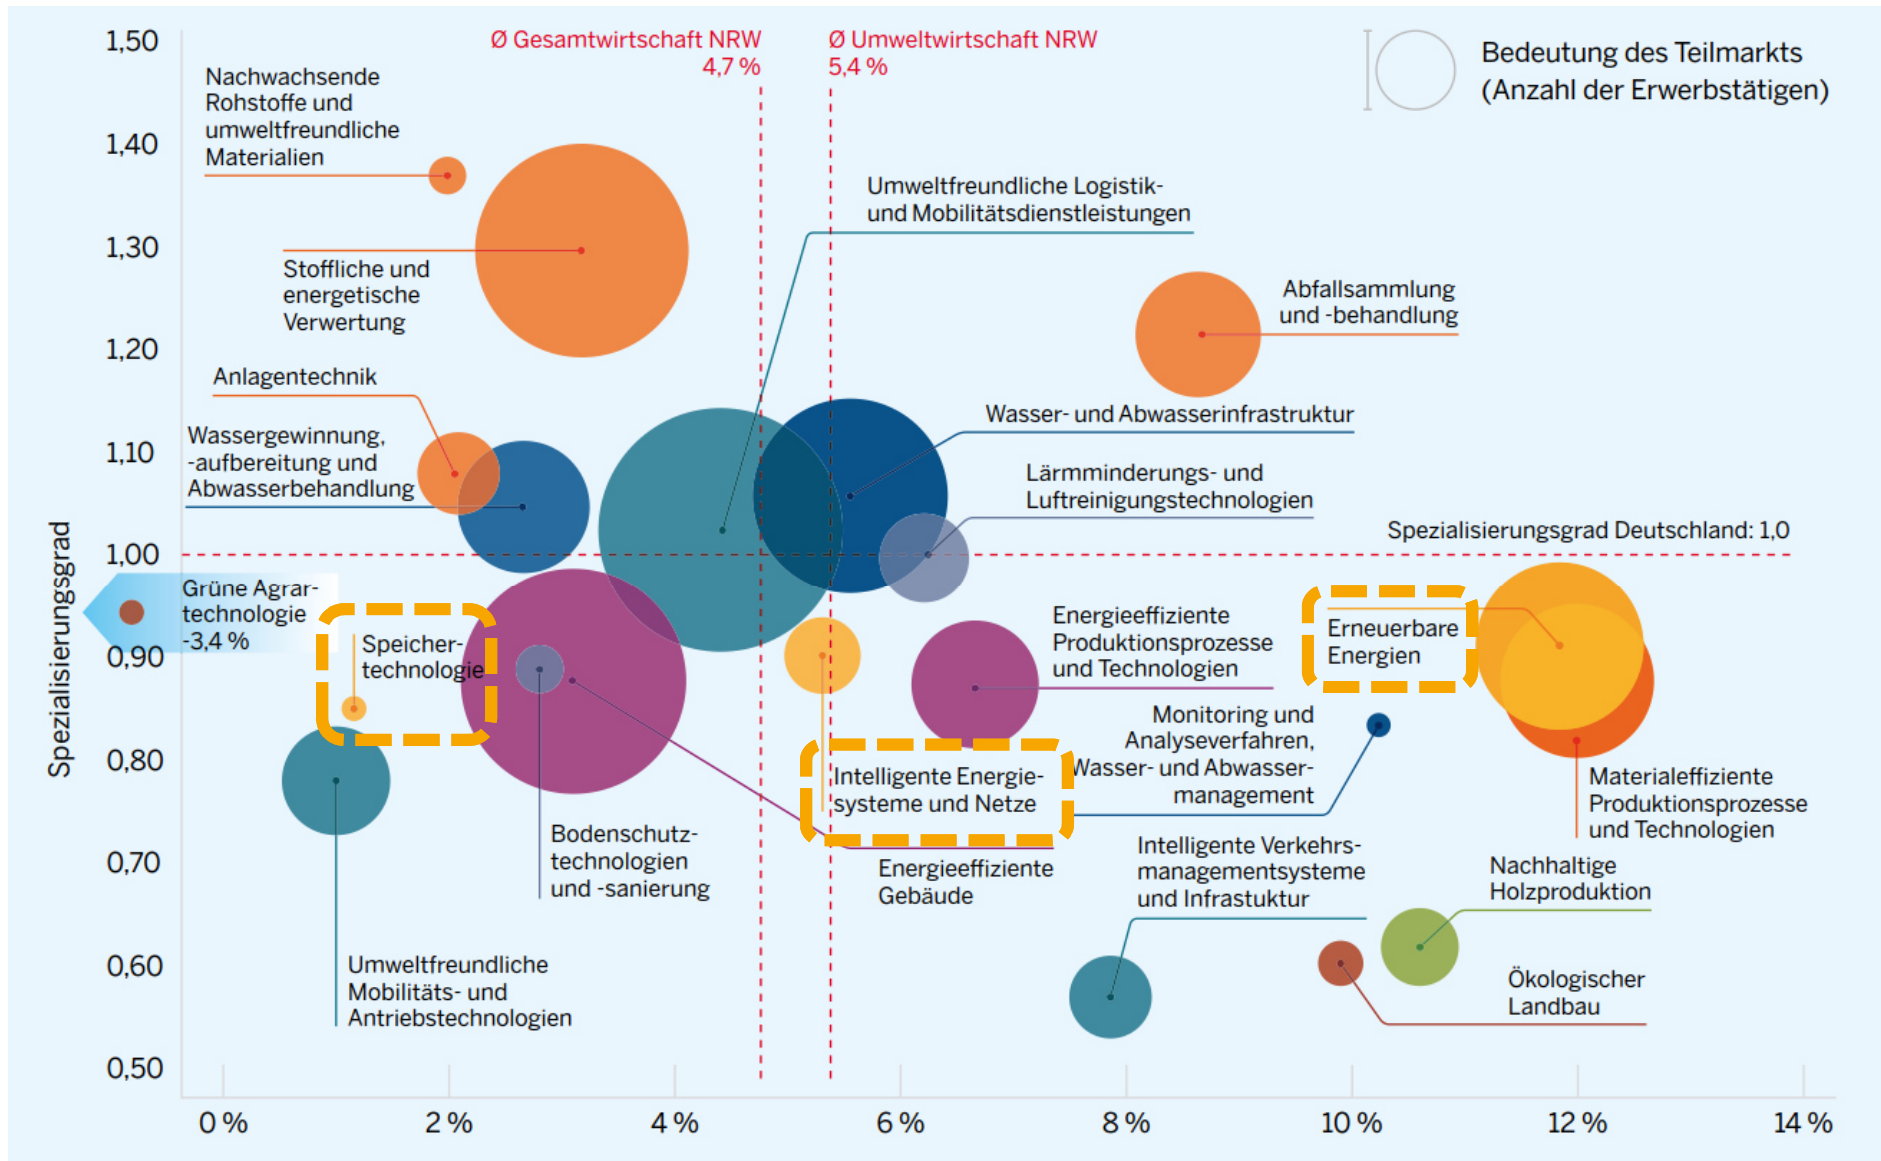 1,50
1,40
1,30
1,20
1,10
1,00
0,90
0,80
0,70
0,60
0,50
Spezialisierungsgrad
Ø Gesamtwirtschaft NRW
4,7 %
Ø Umweltwirtschaft NRW
5,4 %
Bedeutung des Teilmarkts
(Anzahl der Erwerbstätigen)
Nachwachsende
Rohstoffe und
umweltfreundliche
Materialien
Umweltfreundliche Logistik-
und Mobilitätsdienstleistungen
Stoffliche und
energetische
Verwertung
Abfallsammlung
und -behandlung
Anlagentechnik
Wasser- und Abwasserinfrastruktur
Wassergewinnung,
-aufbereitung und
Abwasserbehandlung
Lärmminderungs- und
Luftreinigungstechnologien
Spezialisierungsgrad Deutschland: 1,0
Grüne Agrar-
technologie
-3,4 %
Speicher-
technologie
Energieeffiziente
Produktionsprozesse
und Technologien
Erneuerbare
Energien
Monitoring und
Analyseverfahren,
Wasser- und Abwasser-
management
Intelligente Energie-
systeme und Netze
Materialeffiziente
Produktionsprozesse
und Technologien
Bodenschutz-
technologien
und -sanierung
Energieeffiziente
Gebäude
Intelligente Verkehrs-
managementsysteme
und Infrastuktur
Nachhaltige
Holzproduktion
Umweltfreundliche
Mobilitäts- und
Antriebstechnologien
Ökologischer
Landbau
0 %
2 %
4 %
6 %
8 %
10 %
12 %
14 %